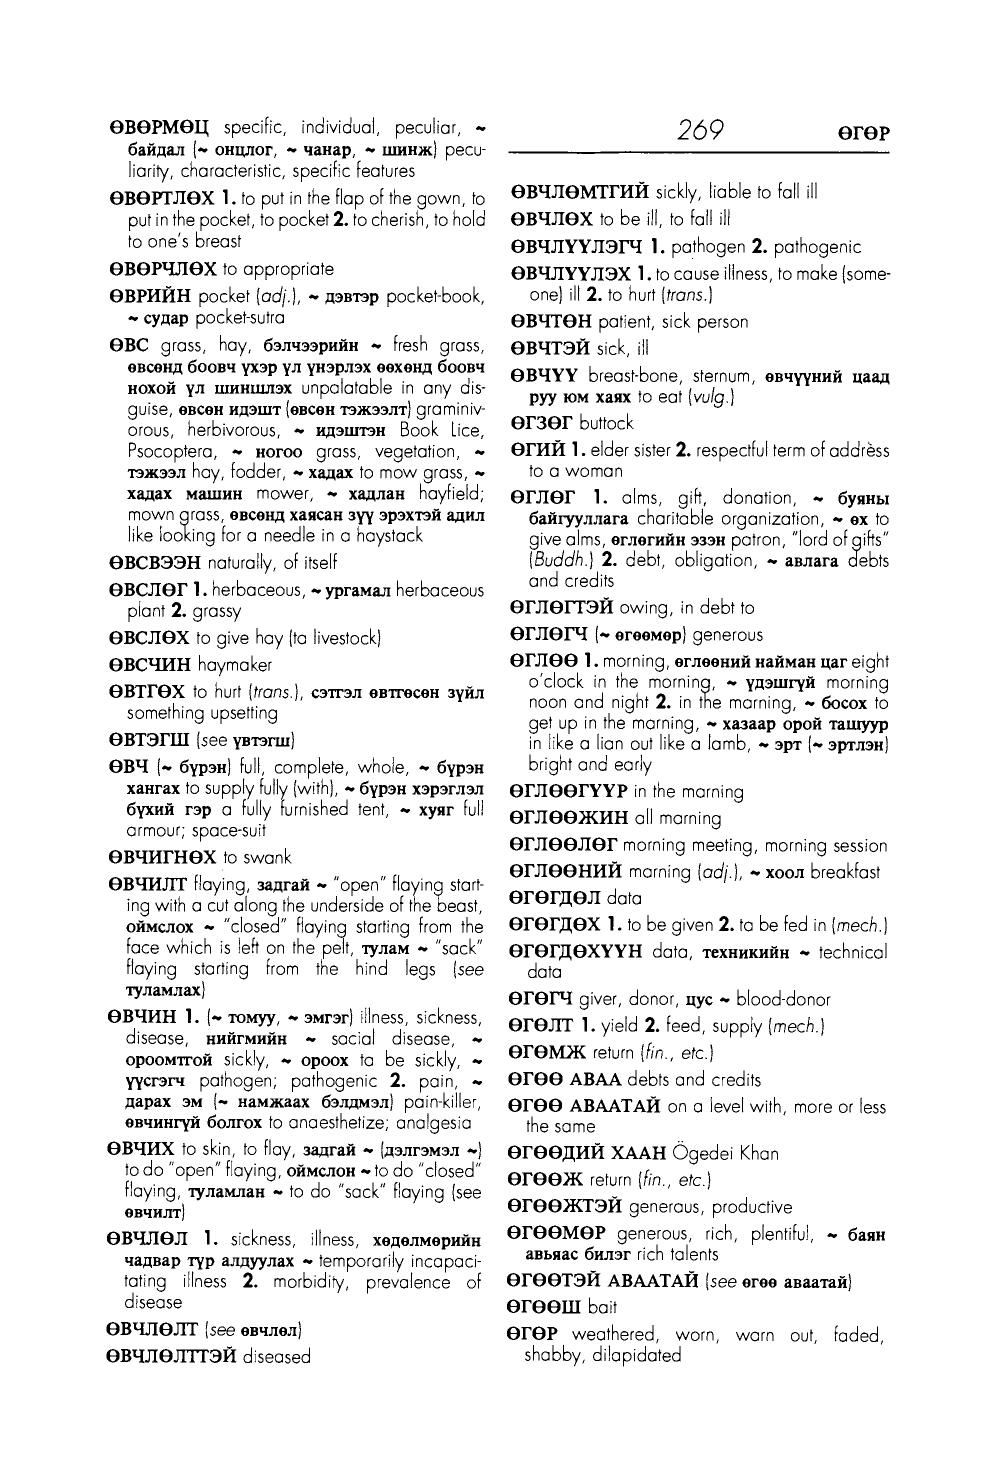 ӨВӨРМӨЦ specific, individual, peculiar, ~
байдал (~ онцлог, ~ чанар, ~ шинж) pecu-
liarity, characteristic, specific features
ӨВӨРТЛӨХ 1. to put in the flap of the gown, to
put in the pocket, to pocket 2. to cherish, to hold
to one's breast
ӨВӨРЧЛӨХ to appropriate
ӨВРИЙН pocket (adj.), ~ дэвтэр pocket-book,
~ судар pocket-sutra
ӨВС grass, hay, бэлчээрийн ~ fresh grass,
өвсөнд боовч үхэр үл үнэрлэх өөхөнд боовч
нохой үл шиншлэх unpalatable in any dis-
guise, өвсөн идэшт (өвсөн тэжээлт) graminiv-
orous, herbivorous, ~ идэштэн Book Lice,
Psocoptera, ~ ногоо grass, vegetation, ~
тэжээл hay, fodder, ~ хадах to mow grass, ~
хадах машин mower, ~ хадлан hayfield;
mown grass, өвсөнд хаясан зүү эрэхтэй адил
like looking for a needle in a haystack
ӨВСВЭЭН naturally, of itself
ӨВСЛӨГ 1. herbaceous, ~ ургамал herbaceous
plant 2. grassy
ӨВСЛӨХ to give hay (to livestock)
ӨВСЧИН haymaker
ӨВТГӨХ to hurt (trans.), сэтгэл өвтгөсөн зүйл
something upsetting
ӨВТЭГШ (see үвтэгш)
ӨВЧ (~ бүрэн) full, complete, whole, ~ бүрэн
хангах to supply fully (with), ~ бүрэн хэрэглэл
бүхий гэр a fully furnished tent, ~ хуяг full
armour; space-suit
ӨВЧИГНӨХ to swank
ӨВЧИЛТ flaying, задгай ~ "open" flaying start-
ing with a cut along the underside of the beast,
оймслох ~ "closed" flaying starting from the
face which is left on the pelt, тулам ~ "sack"
flaying starting from the hind legs (see
туламлах)
ӨВЧИН 1. (~ томуу, ~ эмгэг) illness, sickness,
disease, нийгмийн ~ social disease, ~
ороомтгой sickly, ~ ороох to be sickly, ~
үүсгэгч pathogen; pathogenic 2. pain, ~
дарах эм (~ намжаах бэлдмэл) pain-killer,
өвчингүй болгох to anaesthetize; analgesia
ӨВЧИХ to skin, to flay, задгай ~ (дэлгэмэл ~)
to do "open" flaying, оймслон ~ to do "closed"
flaying, туламлан ~ to do "sack" flaying (see
өвчилт)
ӨВЧЛӨЛ 1. sickness, illness, хөдөлмөрийн
чадвар түр алдуулах ~ temporarily incapaci-
tating illness 2. morbidity, prevalence of
disease
ӨВЧЛӨЛТ (see өвчлөл)
ӨВЧЛӨЛТТЭЙ diseased
269 ӨГӨР
ӨВЧЛӨМТГИЙ sickly, liable to fall ill
ӨВЧЛӨХ to be ill, to fall ill
ӨВЧЛҮҮЛЭГЧ 1. pathogen 2. pathogenic
ӨВЧЛҮҮЛЭХ 1. to cause illness, to make (some-
one) ill 2. to hurt (trans.)
ӨВЧТӨН patient, sick person
ӨВЧТЭЙ sick, ill
ӨВЧҮҮ breast-bone, sternum, өвчүүний цаад
руу юм хаях to eat (vulg.)
ӨГЗӨГ buttock
ӨГИЙ 1. elder sister 2. respectful term of addrèss
to a woman
ӨГЛӨГ 1. alms, gift, donation, ~ буяны
байгууллага charitable organization, ~ өх to
give alms, өглөгийн эзэн patron, "lord of gifts"
(Buddh.) 2. debt, obligation, ~ авлага debts
and credits
ӨГЛӨГТЭЙ owing, in debt to
ӨГЛӨГЧ (~ өгөөмөр) generous
ӨГЛӨӨ 1. morning, өглөөний найман цаг eight
o'clock in the morning, ~ үдэшгүй morning
noon and night 2. in the morning, ~ босох to
get up in the morning, ~ хазаар орой ташуур
in like a lion out like a lamb, ~ эрт (~ эртлэн)
bright and early
ӨГЛӨӨГҮҮР in the morning
ӨГЛӨӨЖИН all morning
ӨГЛӨӨЛӨГ morning meeting, morning session
ӨГЛӨӨНИЙ morning (adj.), ~ хоол breakfast
ӨГӨГДӨЛ data
ӨГӨГДӨХ 1. to be given 2. to be fed in (mech.)
ӨГӨГДӨХҮҮН data, техникийн ~ technical
data
ӨГӨГЧ giver, donor, цус ~ blood-donor
ӨГӨЛТ 1. yield 2. feed, supply (mech.)
ӨГӨМЖ return (fin., etc.)
ӨГӨӨ АВАА debts and credits
ӨГӨӨ АВААТАЙ on a level with, more or less
the same
ӨГӨӨДИЙ ХААН Ögedei Khan
ӨГӨӨЖ return (fin., etc.)
ӨГӨӨЖТЭЙ generous, productive
ӨГӨӨМӨР generous, rich, plentiful, ~ баян
авьяас билэг rich talents
ӨГӨӨТЭЙ АВААТАЙ (see өгөө аваатай)
ӨГӨӨШ bait
ӨГӨР weathered, worn, worn out, faded,
shabby, dilapidated